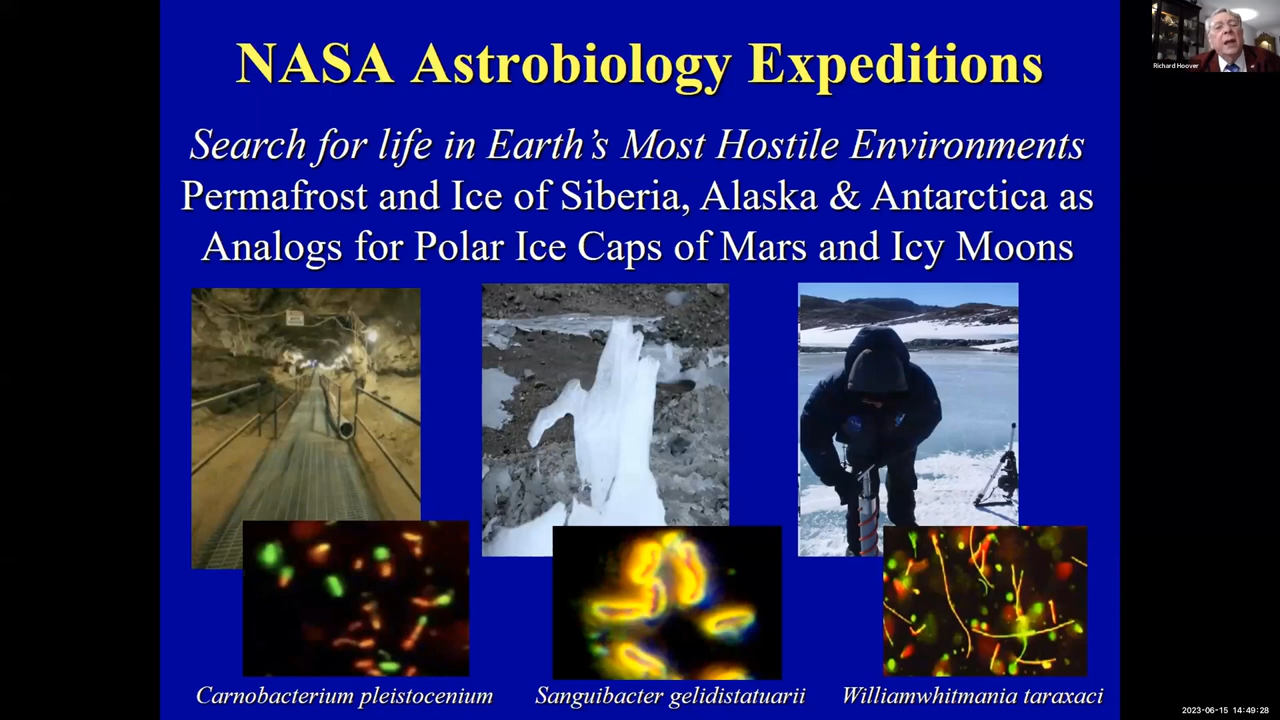 NASA Astrobiology Expeditions
Richard Hoover
Search for life in Earth's Most Hostile Environments
Permafrost and Ice of Siberia, Alaska & Antarctica as
Analogs for Polar Ice Caps of Mars and Icy Moons
Carnobacterium pleistocenium
Sanguibacter gelidistatuarii
Williamwhitmania taraxaci
2023-06-15 14:49:28